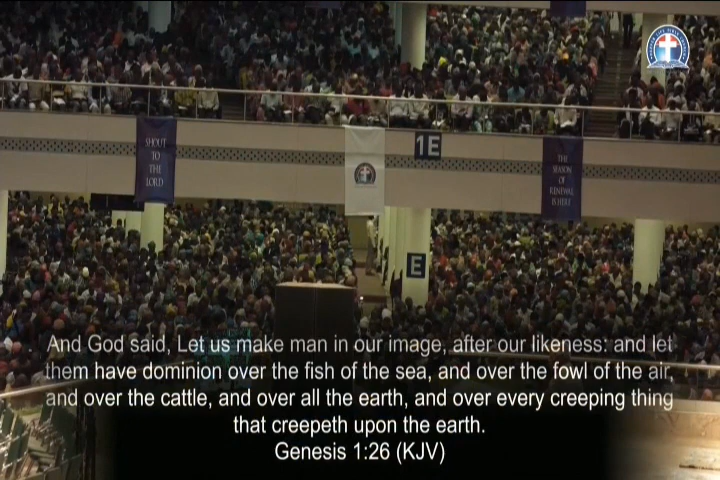 SHOUT
TO
THE
LORD
1E
THE
SEASON
OF
RENEWAL
IS HERE
E
And God said, Let us make man in our image, after our likeness: and let
them have dominion over the fish of the sea, and over the fowl of the air,
and over the cattle, and over all the earth, and over every creeping thing
that creepeth upon the earth.
Genesis 1:26 (KJV)